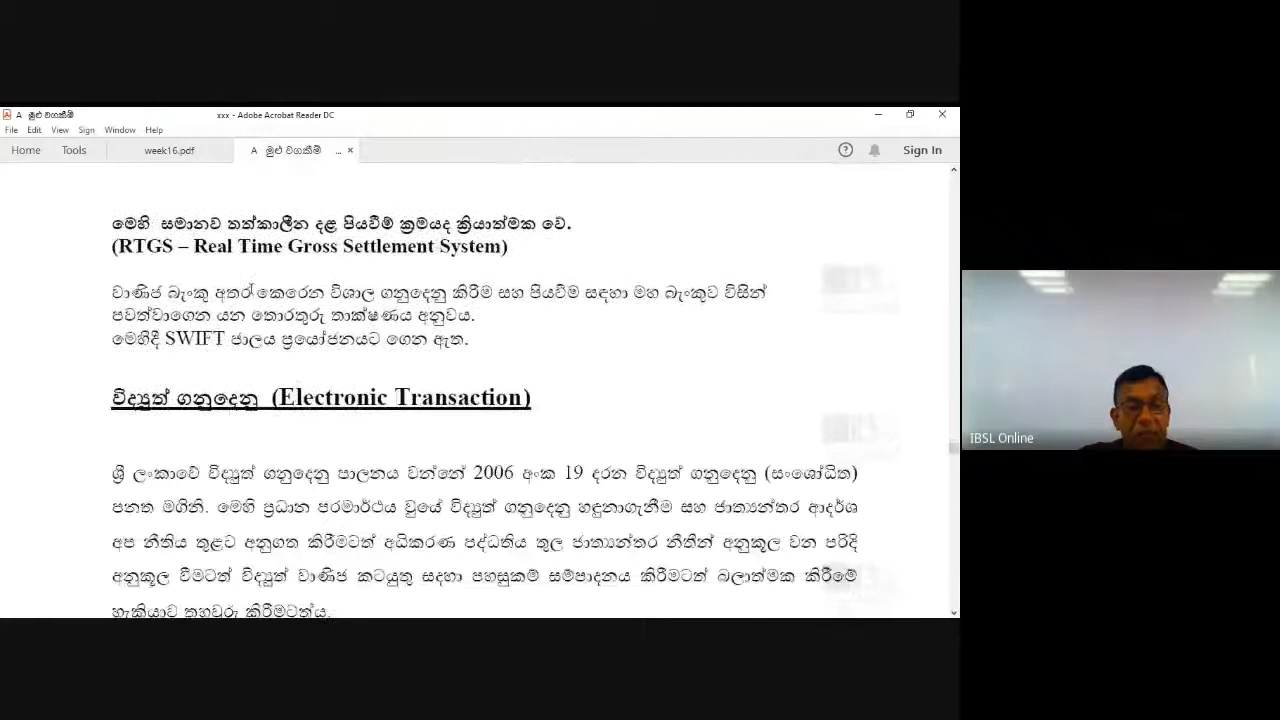 A මුළු වගකීම්
xxx - Adobe Acrobat Reader DC
File Edit View Sign Window Help
Home Tools week16.pdf A මුළු වගකීම් ... × Sign In
මෙහි සමානව තත්කාලීන දළ පියවීම් ක්‍රමයද ක්‍රියාත්මක වේ.
(RTGS – Real Time Gross Settlement System)
වාණිජ බැංකු අතර කෙරෙන විශාල ගනුදෙනු කිරිම සහ පියවීම සඳහා මහ බැංකුව විසින්
පවත්වාගෙන යන තොරතුරු තාක්ෂණය අනුවය.
මෙහිදී SWIFT ජාලය ප්‍රයෝජනයට ගෙන ඇත.
විද්‍යුත් ගනුදෙනු (Electronic Transaction)
ශ්‍රී ලංකාවේ විද්‍යුත් ගනුදෙනු පාලනය වන්නේ 2006 අංක 19 දරන විද්‍යුත් ගනුදෙනු (සංශෝධිත)
පනත මගිනි. මෙහි ප්‍රධාන පරමාර්ථය වුයේ විද්‍යුත් ගනුදෙනු හඳුනාගැනීම සහ ජාත්‍යන්තර ආදර්ශ
අප නීතිය තුළට අනුගත කිරීමටත් අධිකරණ පද්ධතිය තුල ජාත්‍යන්තර නීතීන් අනුකූල වන පරිදි
අනුකූල වීමටත් විද්‍යුත් වාණිජ කටයුතු සදහා පහසුකම් සම්පාදනය කිරීමටත් බලාත්මක කිරීමේ
හැකියාව තහවුරු කිරීමටත්ය.
IBSL Online